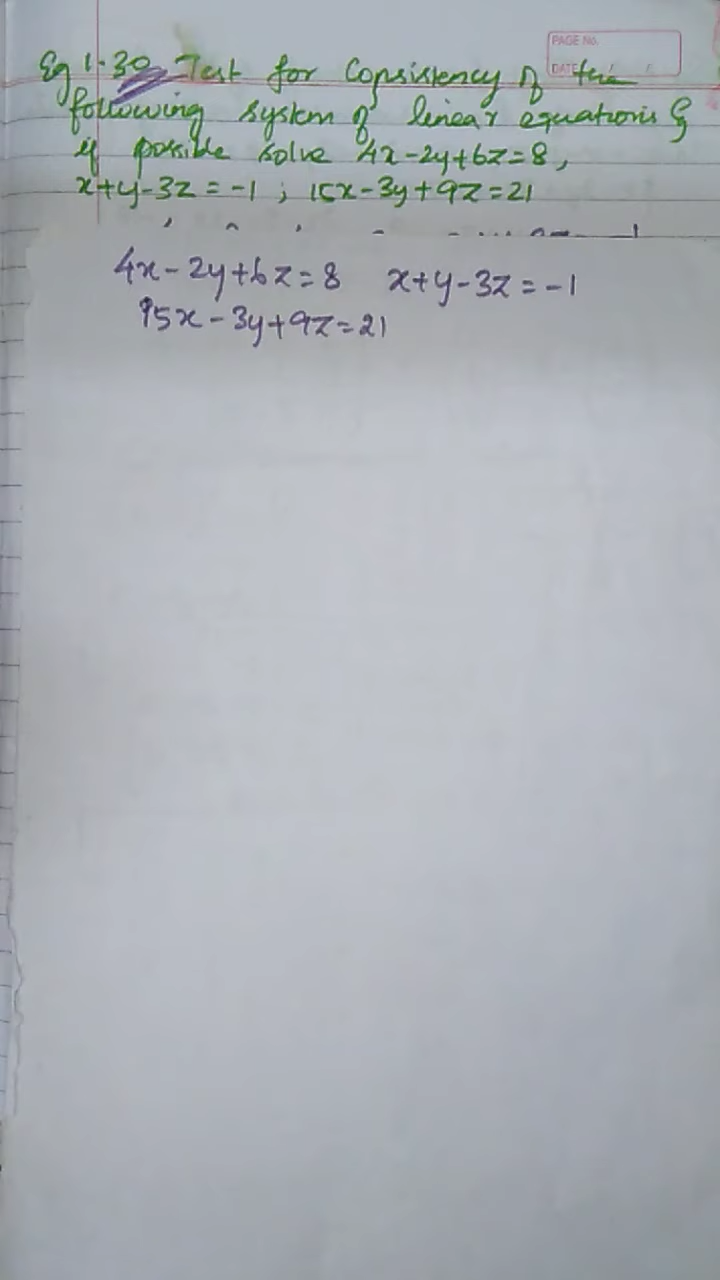 PAGE No.
DATE
Eg 1.30 Test for Consistency of the
following system of linear equations &
if possible solve 4x-2y+6z=8,
x+y-3z=-1; 15x-3y+9z=21
4x-2y+6z=8 x+y-3z=-1
15x-3y+9z=21